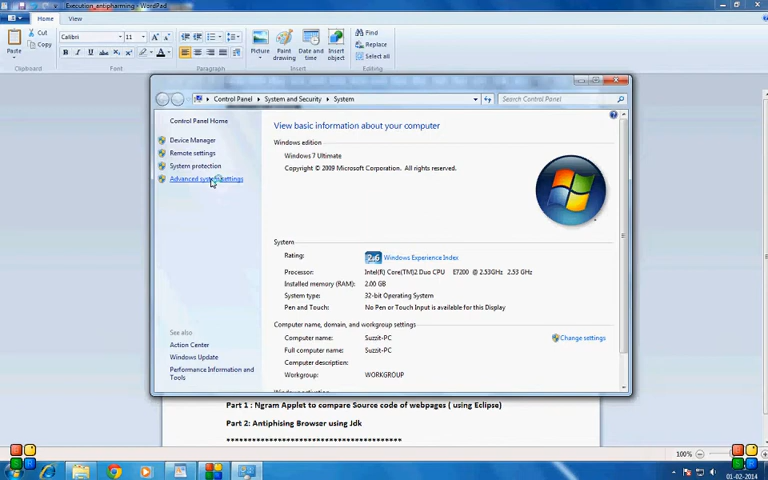 Execution_antipharming - WordPad
Home View
Cut
Copy
Paste
Clipboard
Calibri 11
Font
Paragraph
Picture
Paint drawing
Date and time
Insert object
Insert
Find
Replace
Select all
Editing
Control Panel System and Security System
Search Control Panel
Control Panel Home
Device Manager
Remote settings
System protection
Advanced system settings
See also
Action Center
Windows Update
Performance Information and
Tools
View basic information about your computer
Windows edition
Windows 7 Ultimate
Copyright © 2009 Microsoft Corporation. All rights reserved.
System
Rating: 2.6 Windows Experience Index
Processor: Intel(R) Core(TM)2 Duo CPU E7200 @ 2.53GHz 2.53 GHz
Installed memory (RAM): 2.00 GB
System type: 32-bit Operating System
Pen and Touch: No Pen or Touch Input is available for this Display
Computer name, domain, and workgroup settings
Computer name: Suzzit-PC Change settings
Full computer name: Suzzit-PC
Computer description:
Workgroup: WORKGROUP
Windows activation
Part 1 : Ngram Applet to compare Source code of webpages ( using Eclipse)
Part 2: Antiphising Browser using Jdk
****************************************
100%
01-02-2014